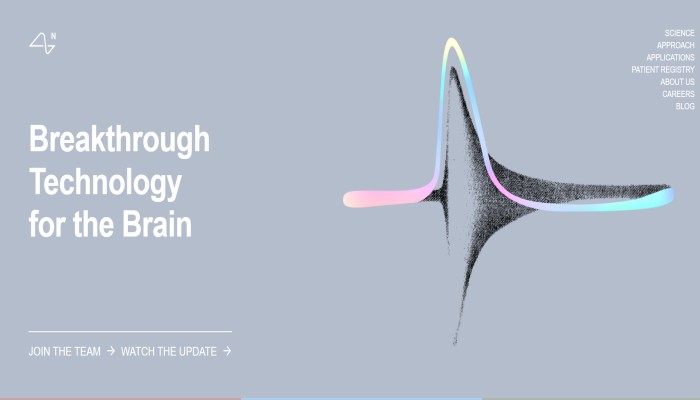 N
SCIENCE
APPROACH
APPLICATIONS
PATIENT REGISTRY
ABOUT US
CAREERS
BLOG
Breakthrough
Technology
for the Brain
JOIN THE TEAM → WATCH THE UPDATE →